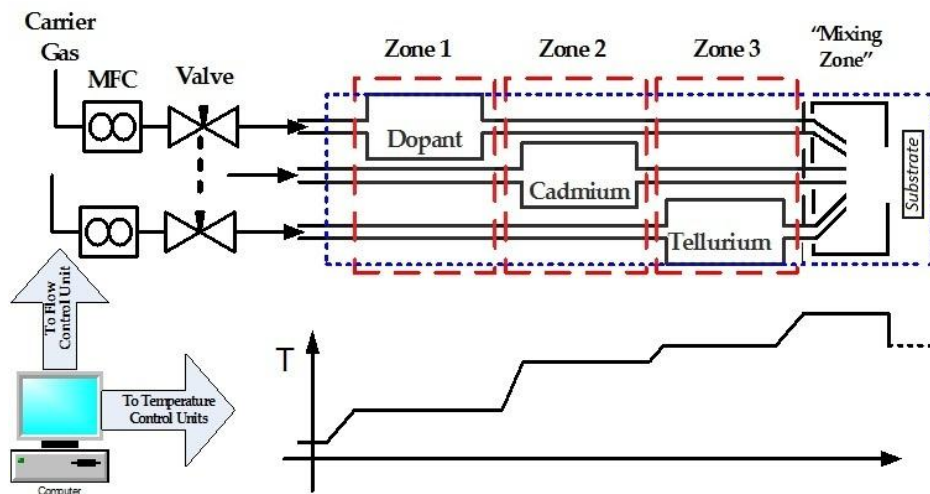 Carrier
Gas
MFC
Valve
Zone 1
Zone 2
Zone 3
“Mixing
Zone”
Dopant
Cadmium
Tellurium
Substrate
To Flow
Control Unit
To Temperature
Control Units
Computer
T